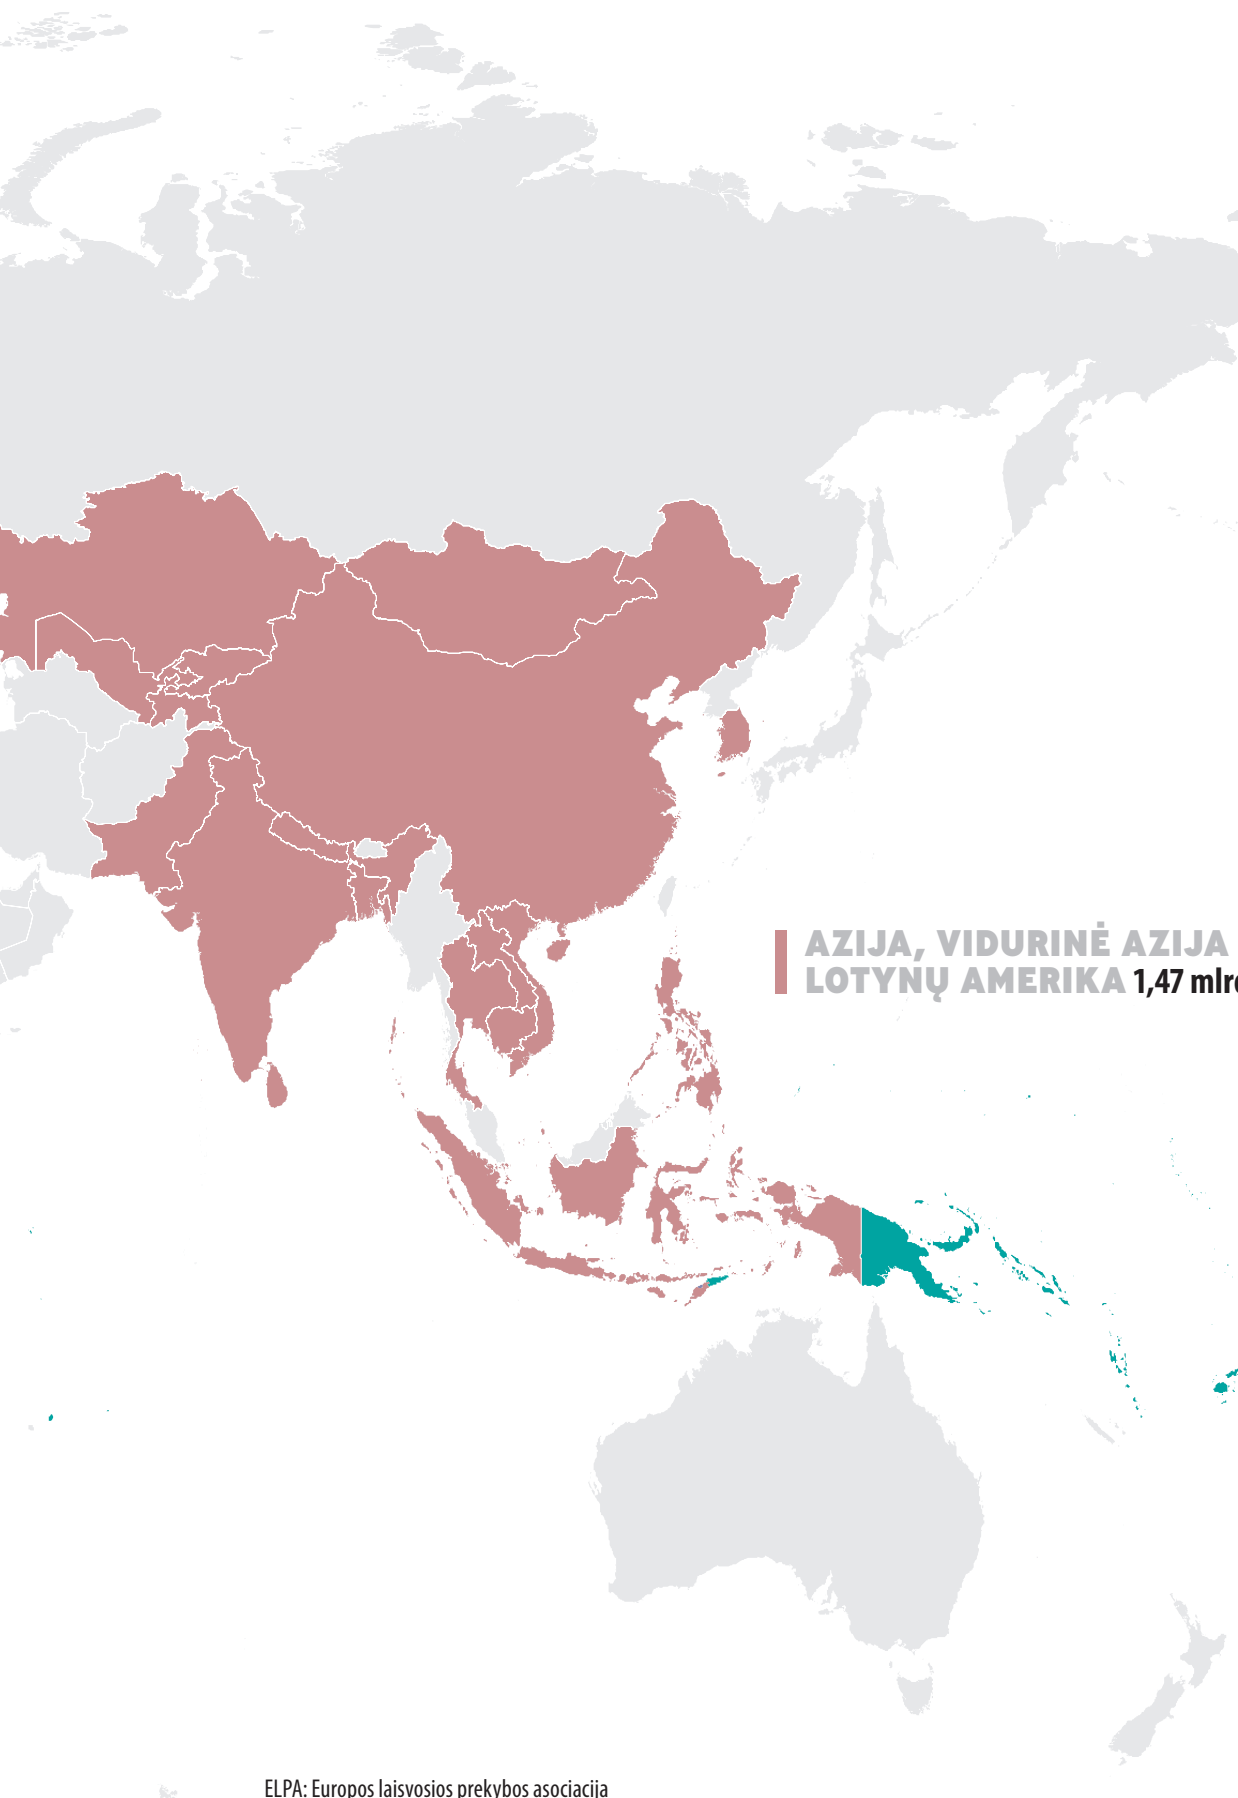 AZIJA, VIDURINĖ AZIJA
LOTYNŲ AMERIKA 1,47
ELPA: Europos laisvosios prekybos asociacija